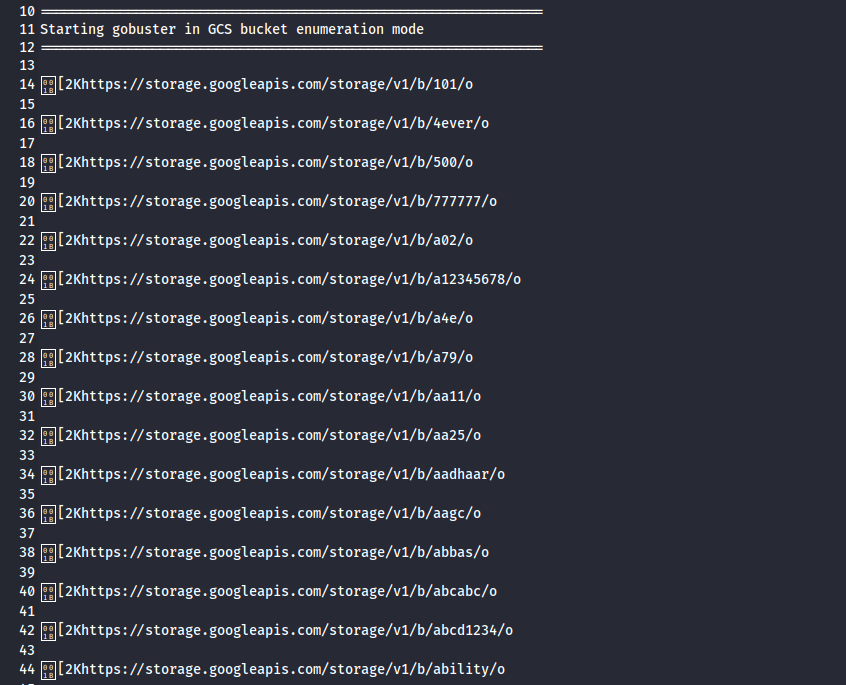 10 ===============================================================
11 Starting gobuster in GCS bucket enumeration mode
12 ===============================================================
13
14 [2Khttps://storage.googleapis.com/storage/v1/b/101/o
15
16 [2Khttps://storage.googleapis.com/storage/v1/b/4ever/o
17
18 [2Khttps://storage.googleapis.com/storage/v1/b/500/o
19
20 [2Khttps://storage.googleapis.com/storage/v1/b/777777/o
21
22 [2Khttps://storage.googleapis.com/storage/v1/b/a02/o
23
24 [2Khttps://storage.googleapis.com/storage/v1/b/a12345678/o
25
26 [2Khttps://storage.googleapis.com/storage/v1/b/a4e/o
27
28 [2Khttps://storage.googleapis.com/storage/v1/b/a79/o
29
30 [2Khttps://storage.googleapis.com/storage/v1/b/aa11/o
31
32 [2Khttps://storage.googleapis.com/storage/v1/b/aa25/o
33
34 [2Khttps://storage.googleapis.com/storage/v1/b/aadhaar/o
35
36 [2Khttps://storage.googleapis.com/storage/v1/b/aagc/o
37
38 [2Khttps://storage.googleapis.com/storage/v1/b/abbas/o
39
40 [2Khttps://storage.googleapis.com/storage/v1/b/abcabc/o
41
42 [2Khttps://storage.googleapis.com/storage/v1/b/abcd1234/o
43
44 [2Khttps://storage.googleapis.com/storage/v1/b/ability/o